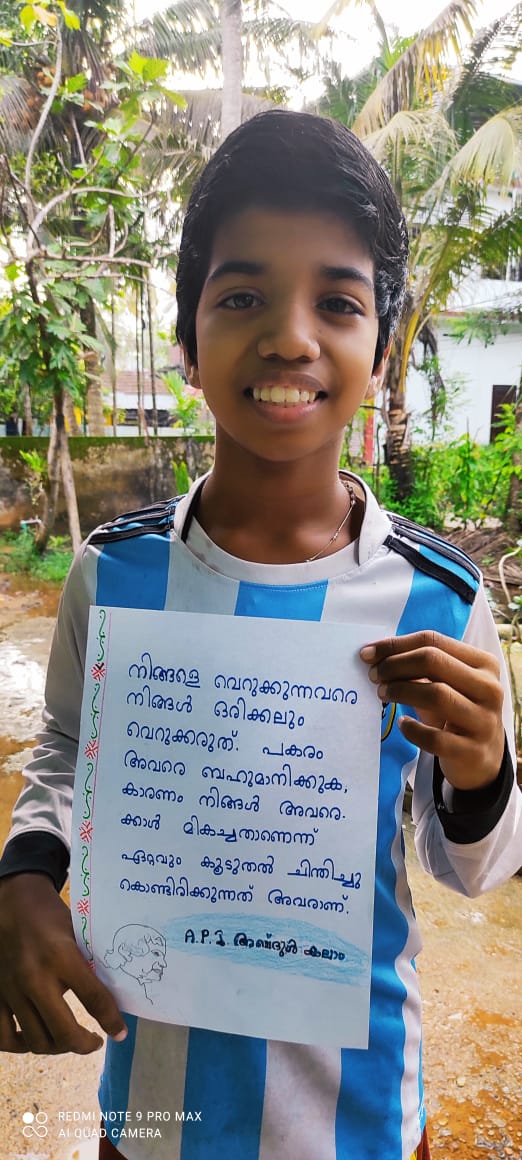 നിങ്ങളെ വെറുക്കുന്നവരെ
നിങ്ങൾ ഒരിക്കലും
വെറുക്കരുത്. പകരം
അവരെ ബഹുമാനിക്കുക,
കാരണം നിങ്ങൾ അവരെ.
ക്കാൾ മികച്ചതാണെന്ന്
ഏറ്റവും കൂടുതൽ ചിന്തിച്ചു
കൊണ്ടിരിക്കുന്നത് അവരാണ്.
A.P.J അബ്ദുൾ കലാം
REDMI NOTE 9 PRO MAX
AI QUAD CAMERA